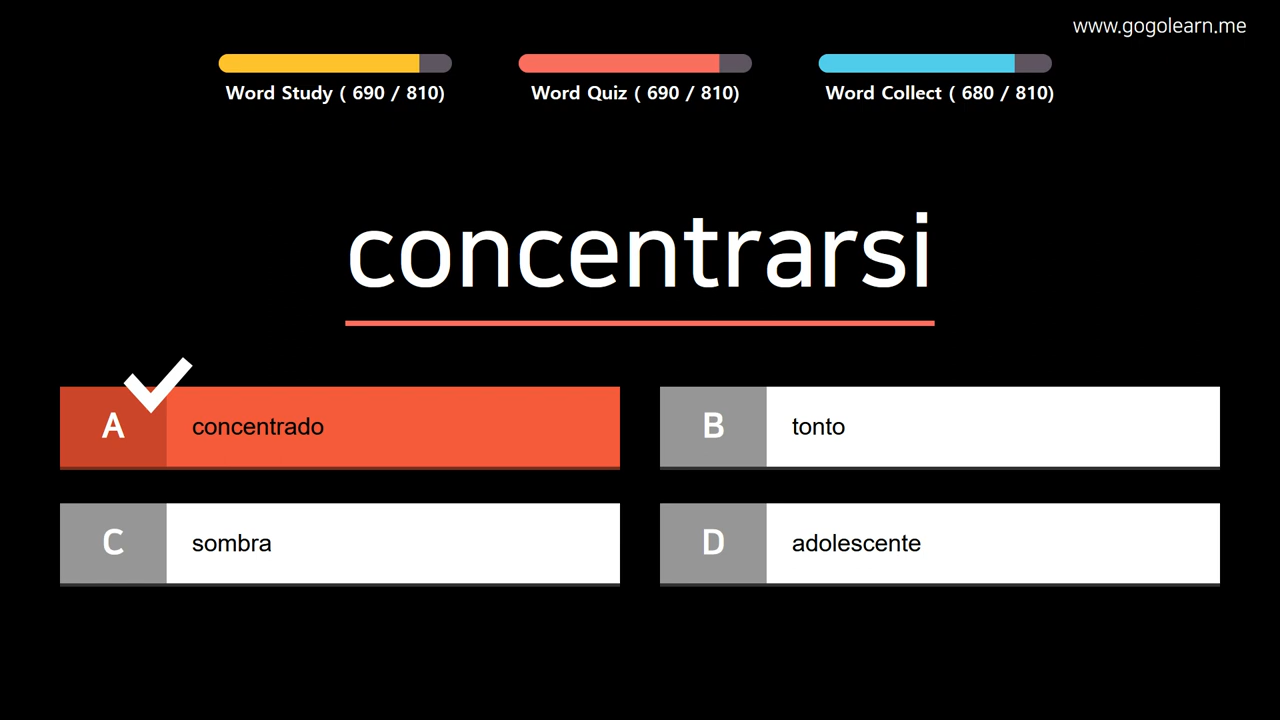 www.gogolearn.me
Word Study ( 690 / 810)
Word Quiz ( 690 / 810)
Word Collect ( 680 / 810)
concentrarsi
A concentrado
B tonto
C sombra
D adolescente